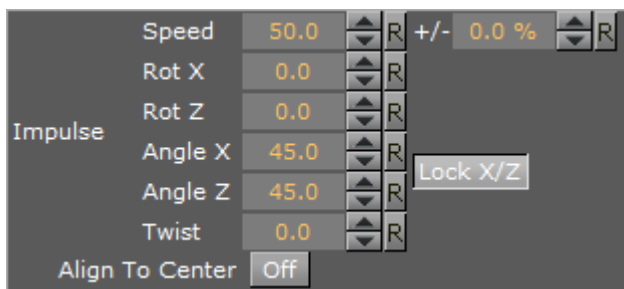 Speed 50.0 R +/- 0.0 % R
Rot X 0.0 R
Rot Z 0.0 R
Impulse
Angle X 45.0 R
Lock X/Z
Angle Z 45.0 R
Twist 0.0 R
Align To Center Off